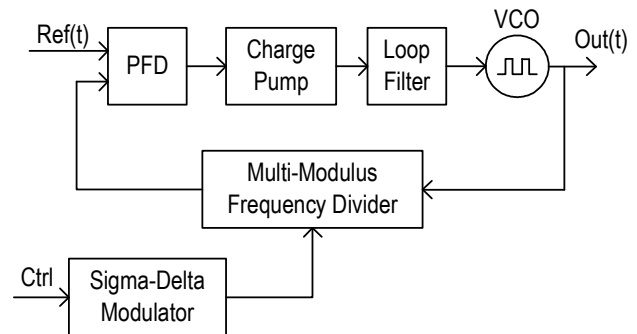 VCO
Ref(t)
PFD
Charge
Pump
Loop
Filter
Out(t)
Multi-Modulus
Frequency Divider
Ctrl
Sigma-Delta
Modulator